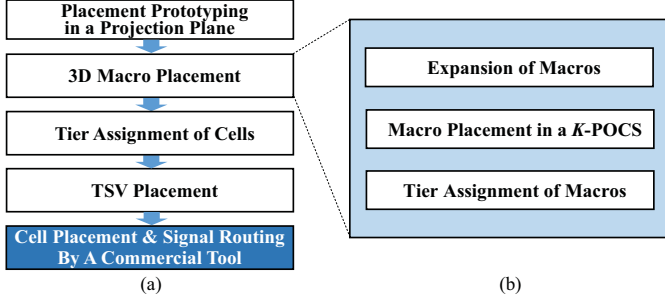 Placement Prototyping
in a Projection Plane
3D Macro Placement
Tier Assignment of Cells
TSV Placement
Cell Placement & Signal Routing
By A Commercial Tool
(a)
Expansion of Macros
Macro Placement in a K-POCS
Tier Assignment of Macros
(b)